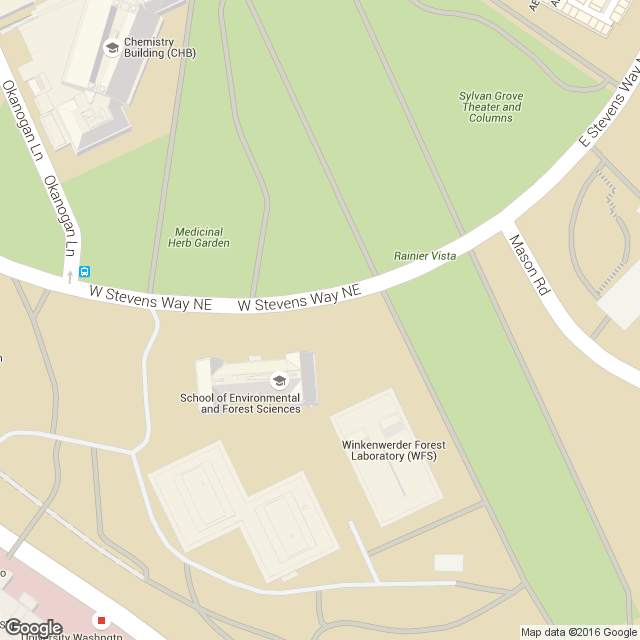 Chemistry
Building (CHB)
Okanogan Ln
Okanogan Ln
Sylvan Grove
Theater and
Columns
E Stevens Way N
Medicinal
Herb Garden
Rainier Vista
Mason Rd
W Stevens Way NE
W Stevens Way NE
School of Environmental
and Forest Sciences
Winkenwerder Forest
Laboratory (WFS)
Google
Map data ©2016 Google